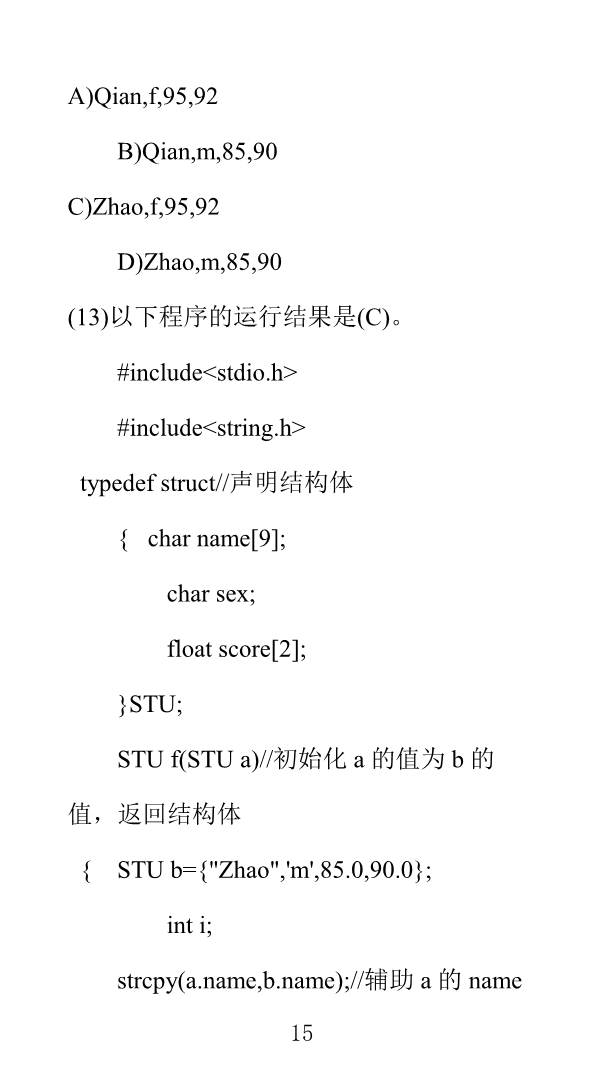 A)Qian,f,95,92
B)Qian,m,85,90
C)Zhao,f,95,92
D)Zhao,m,85,90
(13)以下程序的运行结果是(C)。
#include<stdio.h>
#include<string.h>
typedef struct//声明结构体
{ char name[9];
char sex;
float score[2];
}STU;
STU f(STU a)//初始化 a 的值为 b 的
值，返回结构体
{ STU b={"Zhao",'m',85.0,90.0};
int i;
strcpy(a.name,b.name);//辅助 a 的 name
15